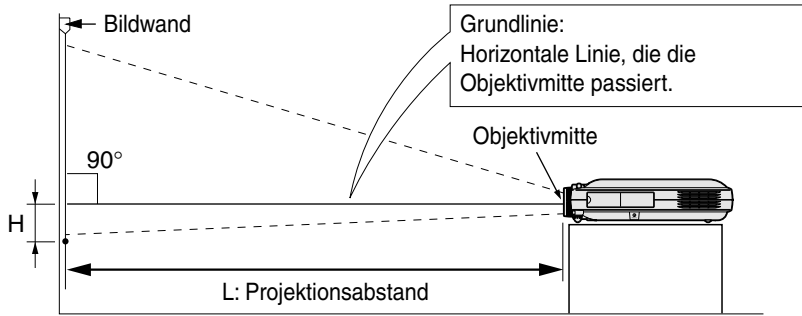 Bildwand
Grundlinie:
Horizontale Linie, die die
Objektivmitte passiert.
Objektivmitte
90°
H
L: Projektionsabstand